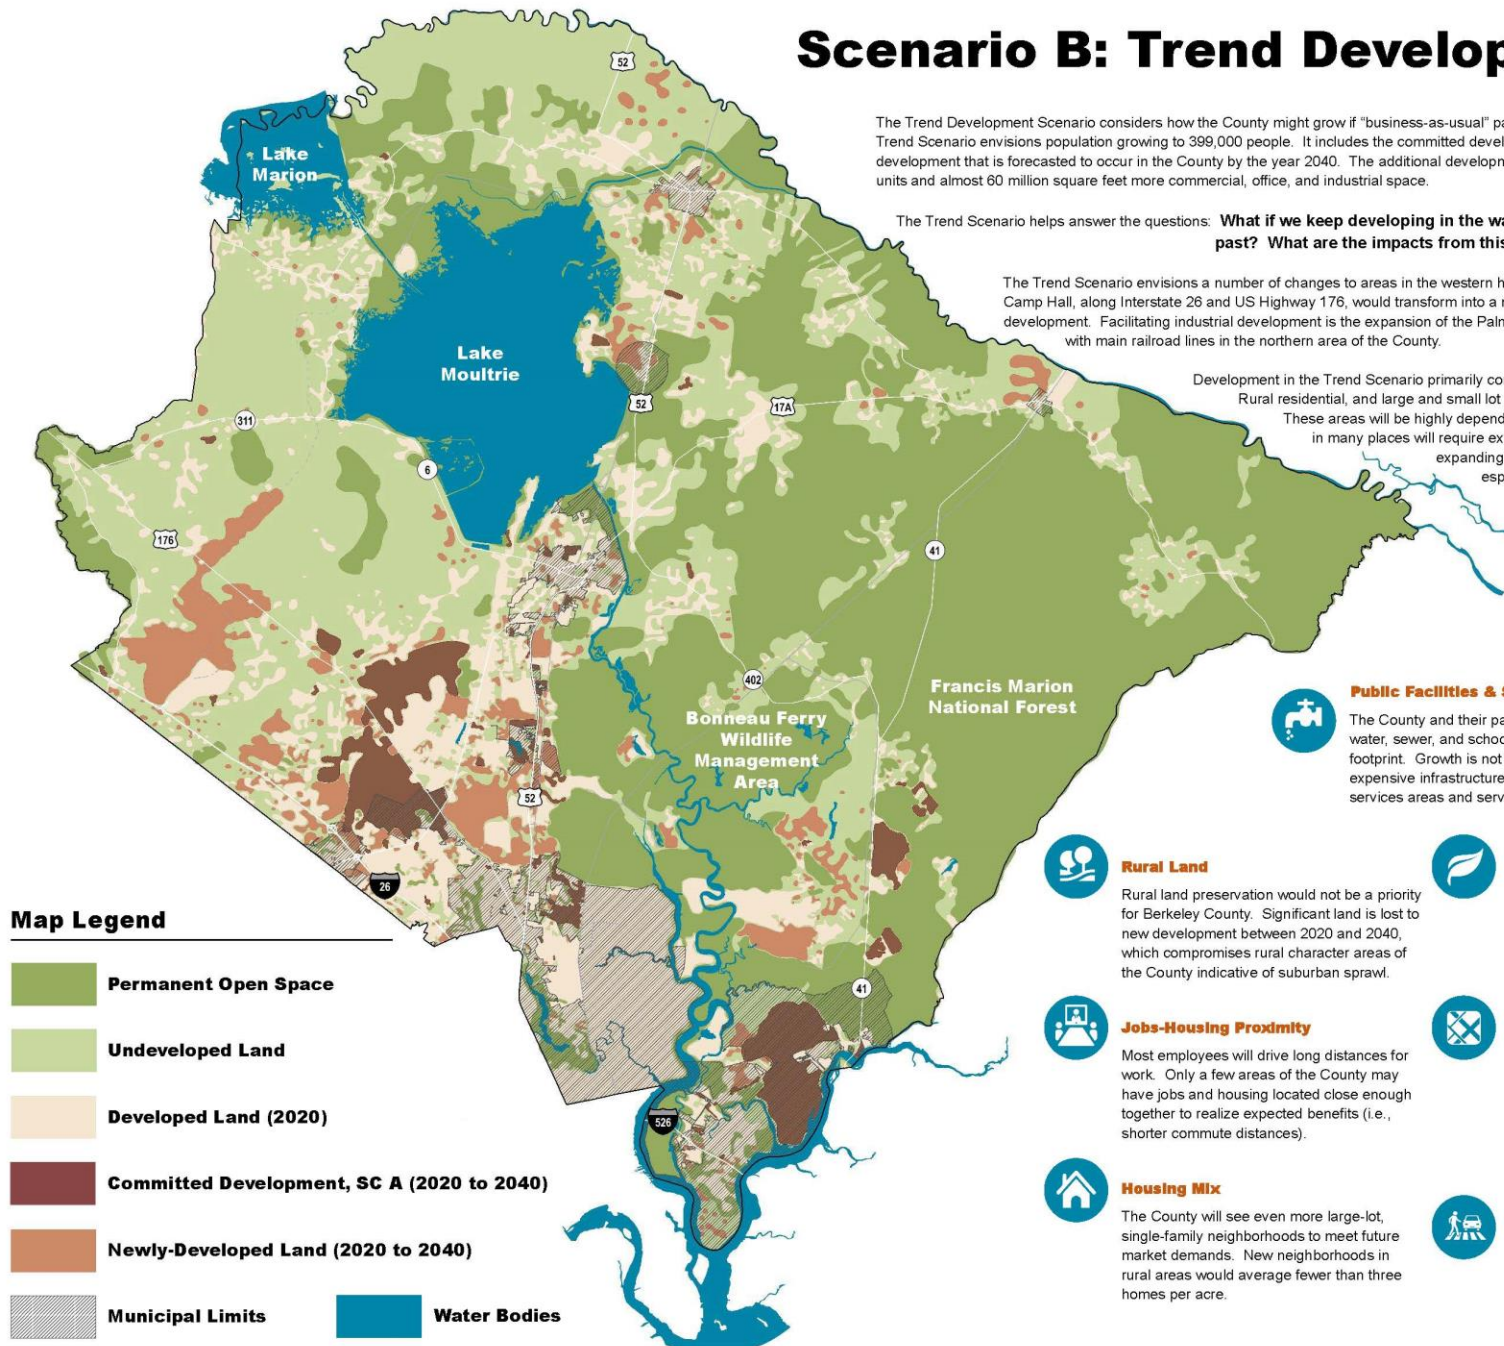 Scenario B: Trend Develop
The Trend Development Scenario considers how the County might grow if "business-as-usual" pa
Trend Scenario envisions population growing to 399,000 people. It includes the committed devel
development that is forecasted to occur in the County by the year 2040. The additional developm
units and almost 60 million square feet more commercial, office, and industrial space.
The Trend Scenario helps answer the questions: What if we keep developing in the wa
past? What are the impacts from this
The Trend Scenario envisions a number of changes to areas in the western h
Camp Hall, along Interstate 26 and US Highway 176, would transform into a
development. Facilitating industrial development is the expansion of the Palm
with main railroad lines in the northern area of the County.
Development in the Trend Scenario primarily co
Rural residential, and large and small lot
These areas will be highly depend
in many places will require ex
expanding
esp
52
Lake
Marion
Lake
Moultrie
52
17A
311
6
176
41
402
Francis Marion
National Forest
Bonneau Ferry
Wildlife
Management
Area
52
26
41
526
Public Facilities & S
The County and their pa
water, sewer, and schoo
footprint. Growth is not
expensive infrastructure
services areas and serv
Rural Land
Rural land preservation would not be a priority
for Berkeley County. Significant land is lost to
new development between 2020 and 2040,
which compromises rural character areas of
the County indicative of suburban sprawl.
Jobs-Housing Proximity
Most employees will drive long distances for
work. Only a few areas of the County may
have jobs and housing located close enough
together to realize expected benefits (i.e.,
shorter commute distances).
Housing Mix
The County will see even more large-lot,
single-family neighborhoods to meet future
market demands. New neighborhoods in
rural areas would average fewer than three
homes per acre.
Map Legend
Permanent Open Space
Undeveloped Land
Developed Land (2020)
Committed Development, SC A (2020 to 2040)
Newly-Developed Land (2020 to 2040)
Municipal Limits
Water Bodies